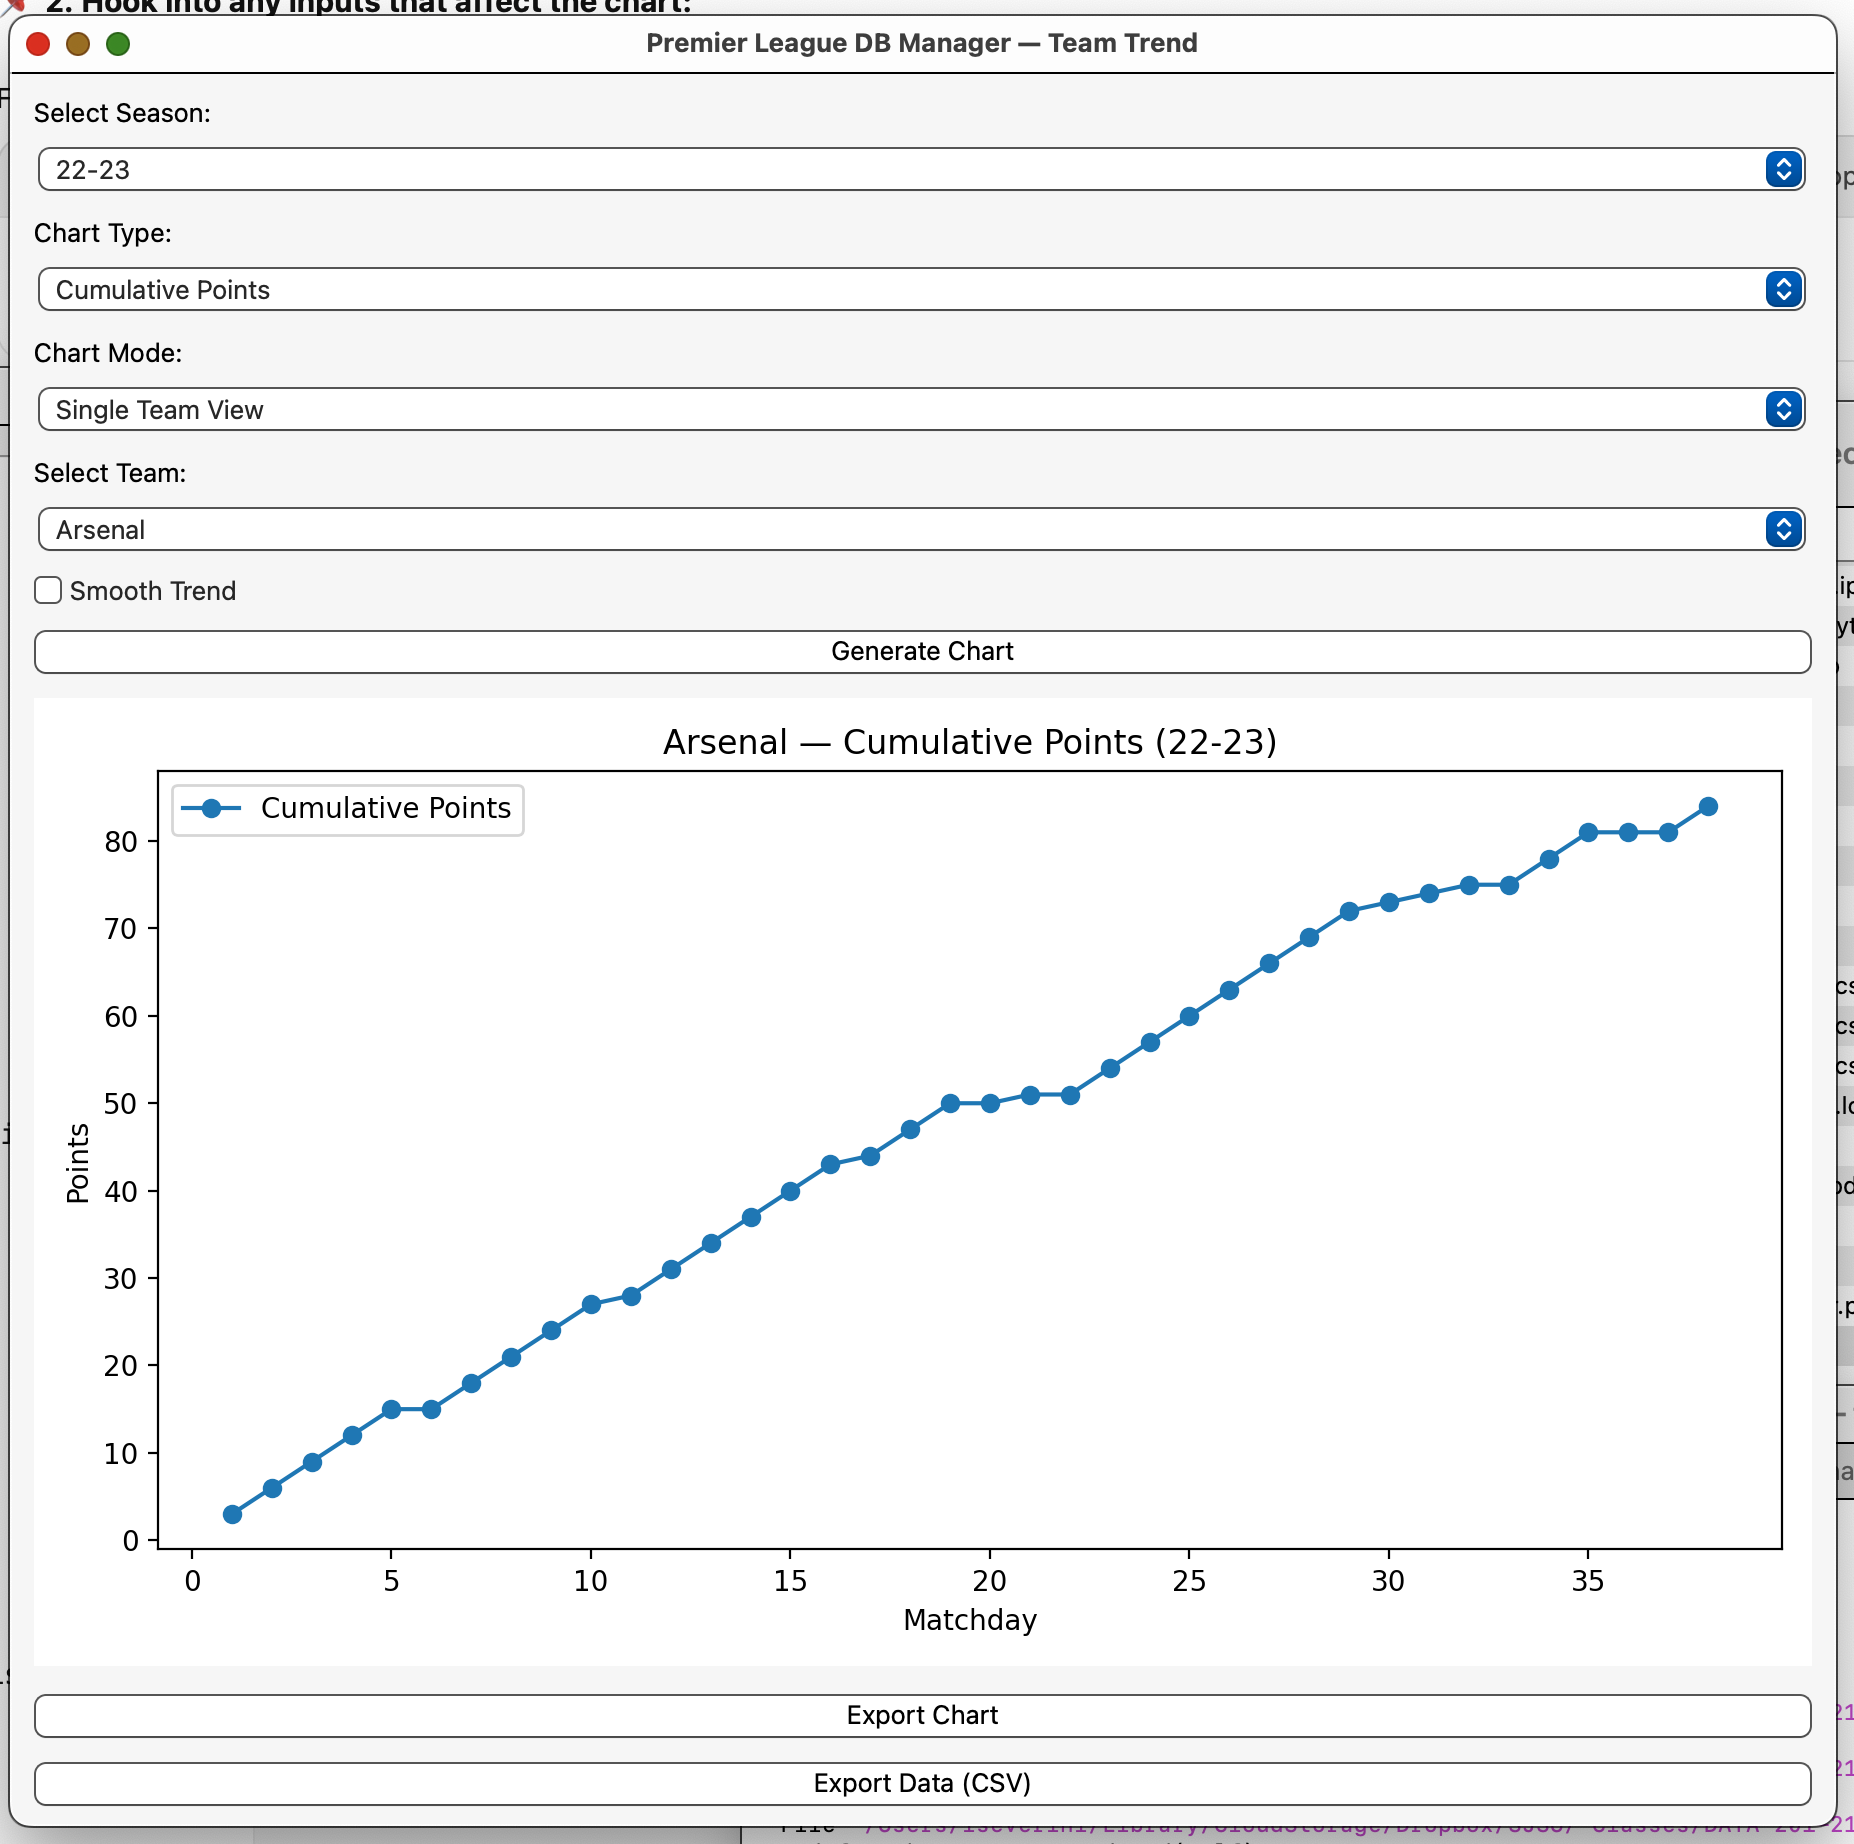 2. Hook into any inputs that affect the chart:
Premier League DB Manager — Team Trend
Select Season:
22-23
Chart Type:
Cumulative Points
Chart Mode:
Single Team View
Select Team:
Arsenal
Smooth Trend
Generate Chart
Arsenal — Cumulative Points (22-23)
Cumulative Points
80
70
60
50
40
30
20
10
0
Points
0 5 10 15 20 25 30 35
Matchday
Export Chart
Export Data (CSV)